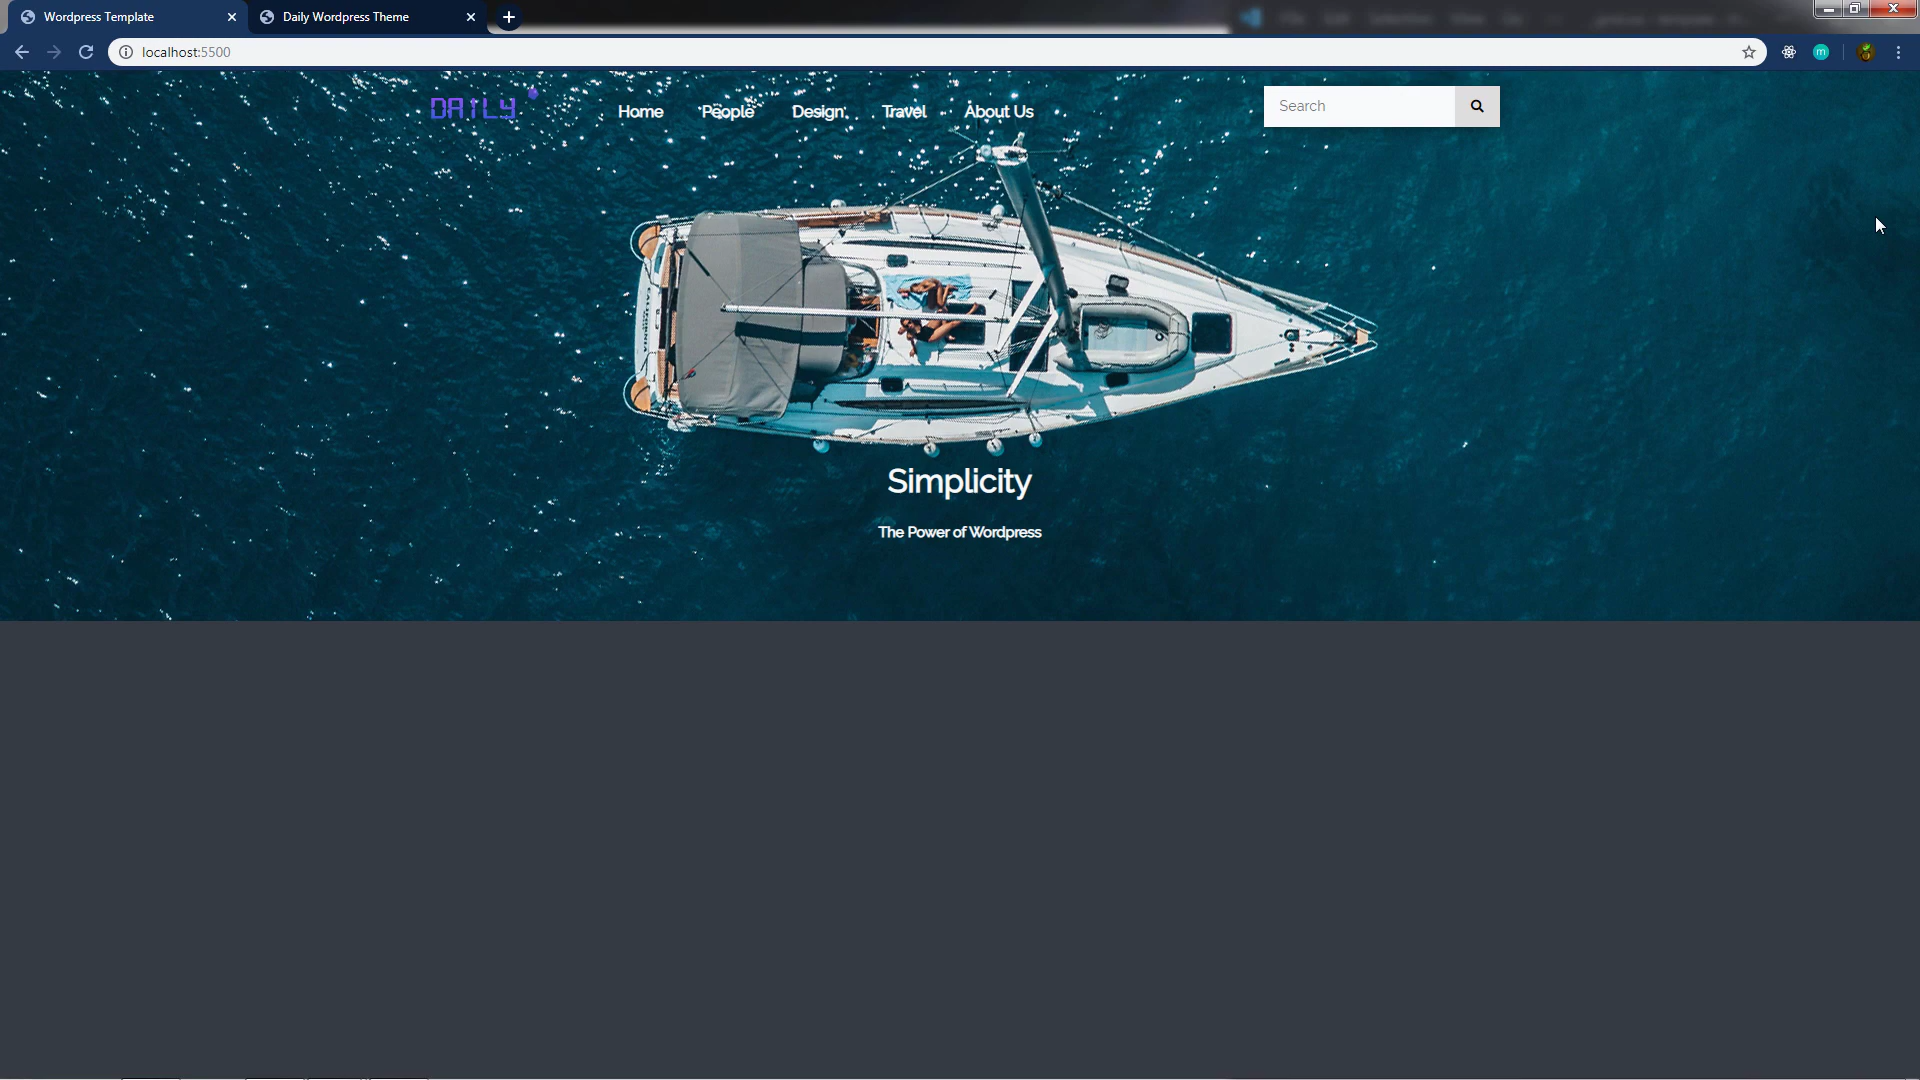 Wordpress Template
Daily Wordpress Theme
localhost:5500
DAILY
Home
People
Design
Travel
About Us
Search
Simplicity
The Power of Wordpress